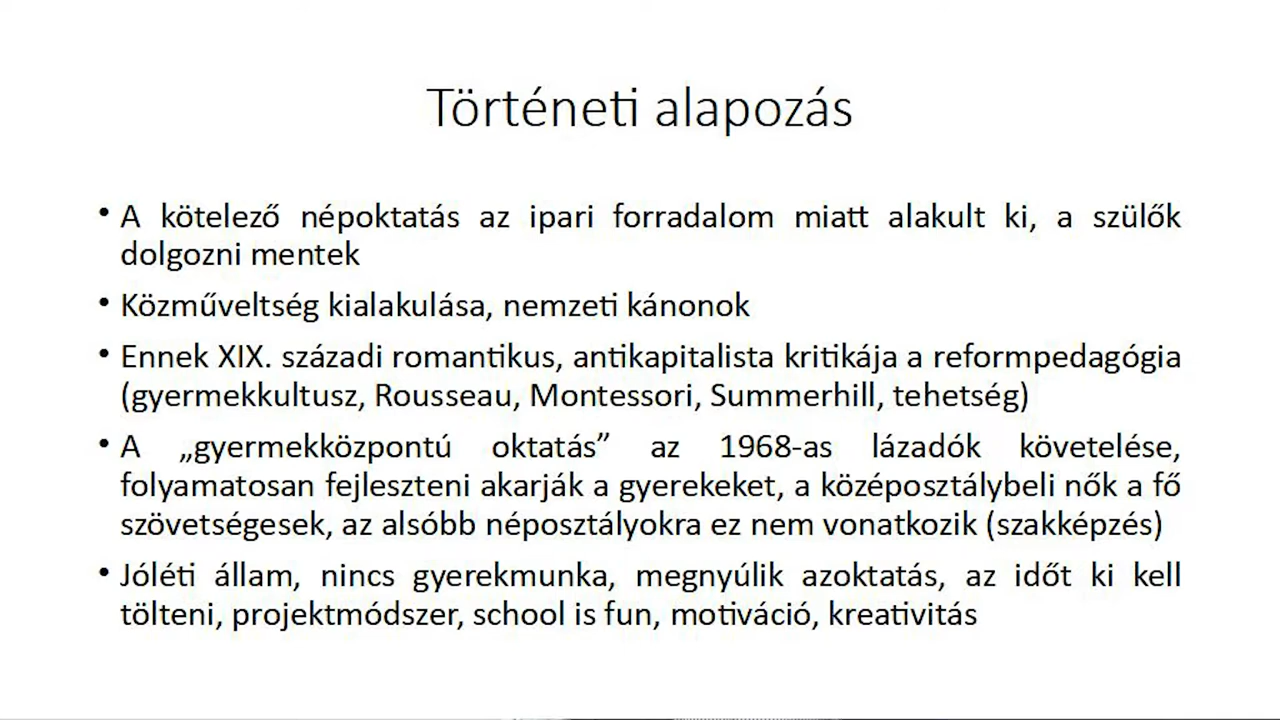 Történeti alapozás
• A kötelező népoktatás az ipari forradalom miatt alakult ki, a szülők
dolgozni mentek
• Közműveltség kialakulása, nemzeti kánonok
• Ennek XIX. századi romantikus, antikapitalista kritikája a reformpedagógia
(gyermekkultusz, Rousseau, Montessori, Summerhill, tehetség)
• A „gyermekközpontú oktatás” az 1968-as lázadók követelése,
folyamatosan fejleszteni akarják a gyerekeket, a középosztálybeli nők a fő
szövetségesek, az alsóbb néposztályokra ez nem vonatkozik (szakképzés)
• Jóléti állam, nincs gyerekmunka, megnyúlik azoktatás, az időt ki kell
tölteni, projektmódszer, school is fun, motiváció, kreativitás